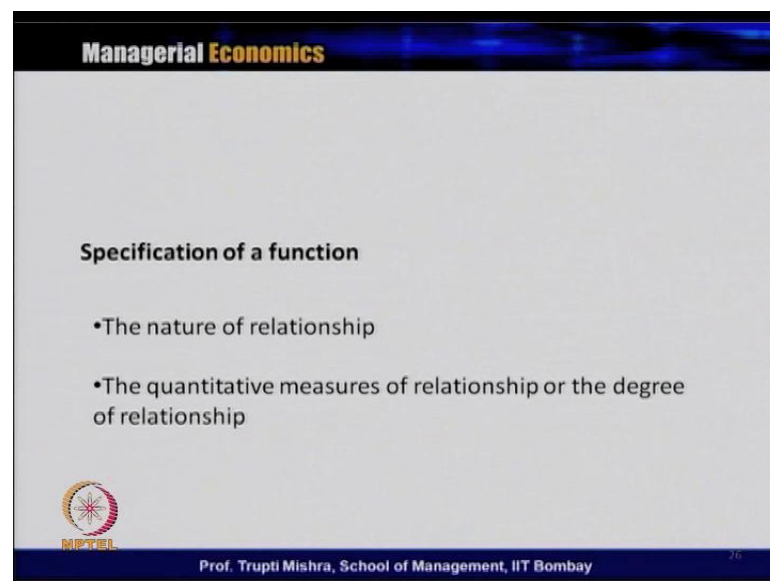 Managerial Economics
Specification of a function
•The nature of relationship
•The quantitative measures of relationship or the degree
of relationship
NPTEL
Prof. Trupti Mishra, School of Management, IIT Bombay
26